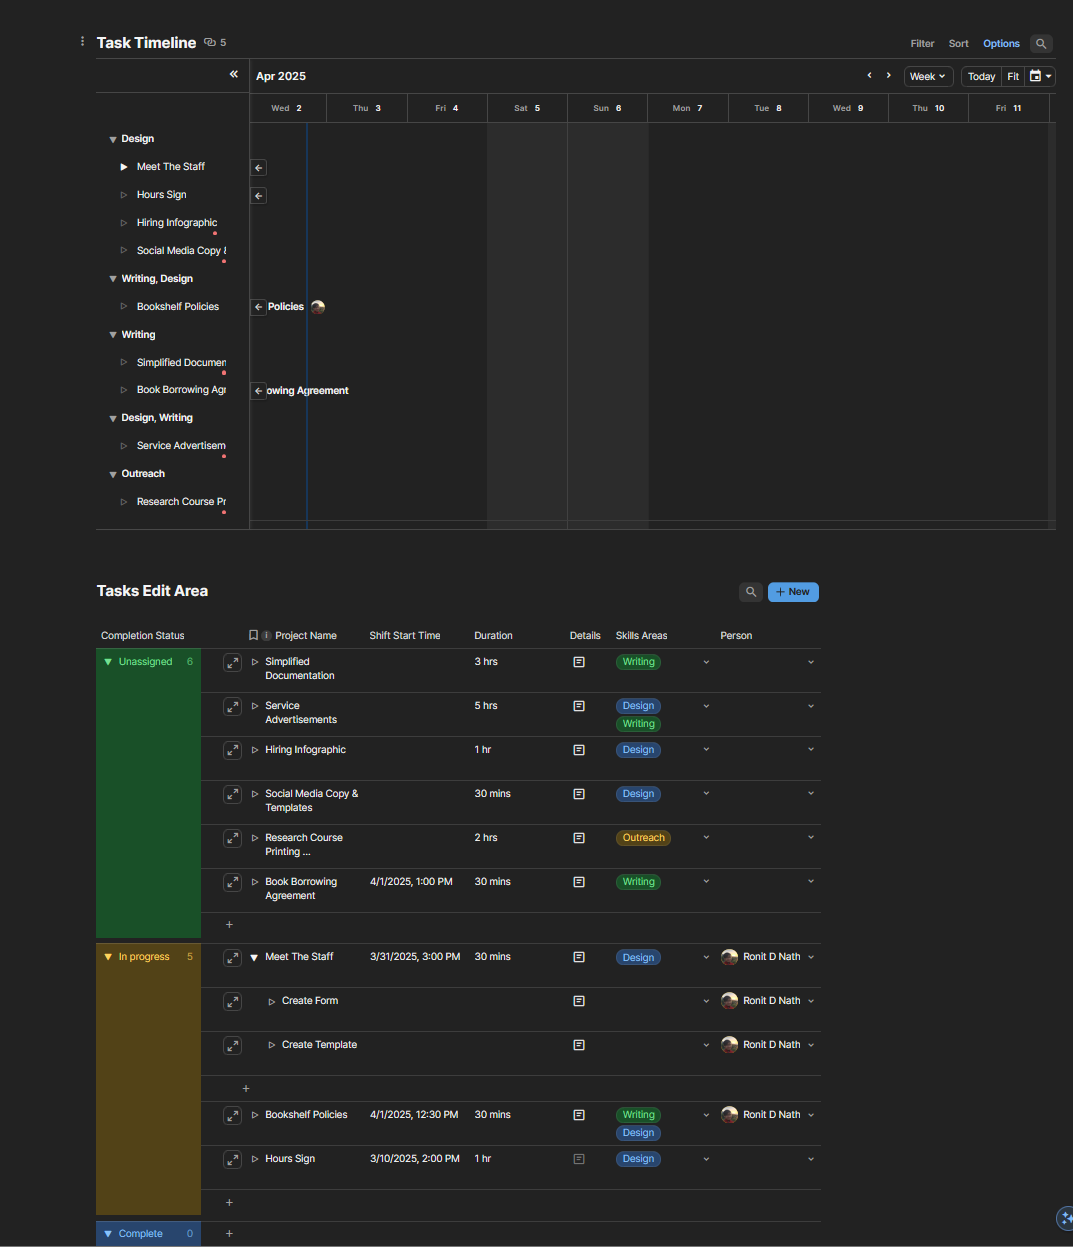 Task Timeline 5
Filter Sort Options
Apr 2025
Week Today Fit
Wed 2 Thu 3 Fri 4 Sat 5 Sun 6 Mon 7 Tue 8 Wed 9 Thu 10 Fri 11
Design
Meet The Staff
Hours Sign
Hiring Infographic
Social Media Copy &
Writing, Design
Bookshelf Policies
Policies
Writing
Simplified Documen
Book Borrowing Agr
owing Agreement
Design, Writing
Service Advertisem
Outreach
Research Course Pr
Tasks Edit Area
+ New
Completion Status Project Name Shift Start Time Duration Details Skills Areas Person
Unassigned 6
Simplified
Documentation
3 hrs Writing
Service
Advertisements
5 hrs Design
Writing
Hiring Infographic 1 hr Design
Social Media Copy &
Templates
30 mins Design
Research Course
Printing ...
2 hrs Outreach
Book Borrowing
Agreement
4/1/2025, 1:00 PM 30 mins Writing
+
In progress 5
Meet The Staff 3/31/2025, 3:00 PM 30 mins Design Ronit D Nath
Create Form Ronit D Nath
Create Template Ronit D Nath
+
Bookshelf Policies 4/1/2025, 12:30 PM 30 mins Writing Ronit D Nath
Design
Hours Sign 3/10/2025, 2:00 PM 1 hr Design
+
Complete 0 +